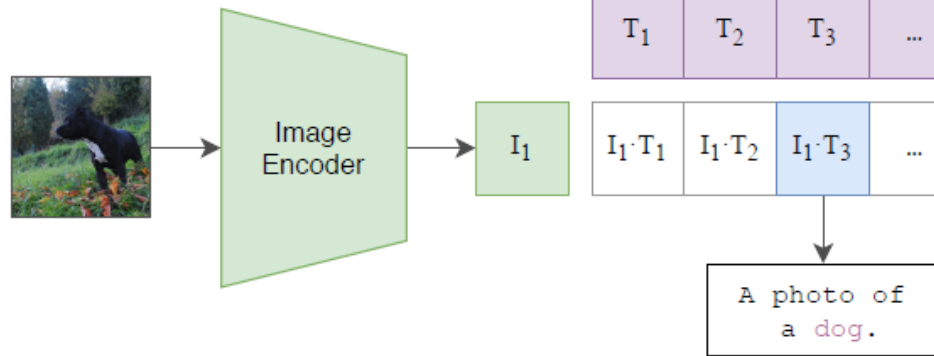 T1 T2 T3 ...
Image
Encoder
I1
I1·T1 I1·T2 I1·T3 ...
A photo of
a dog.